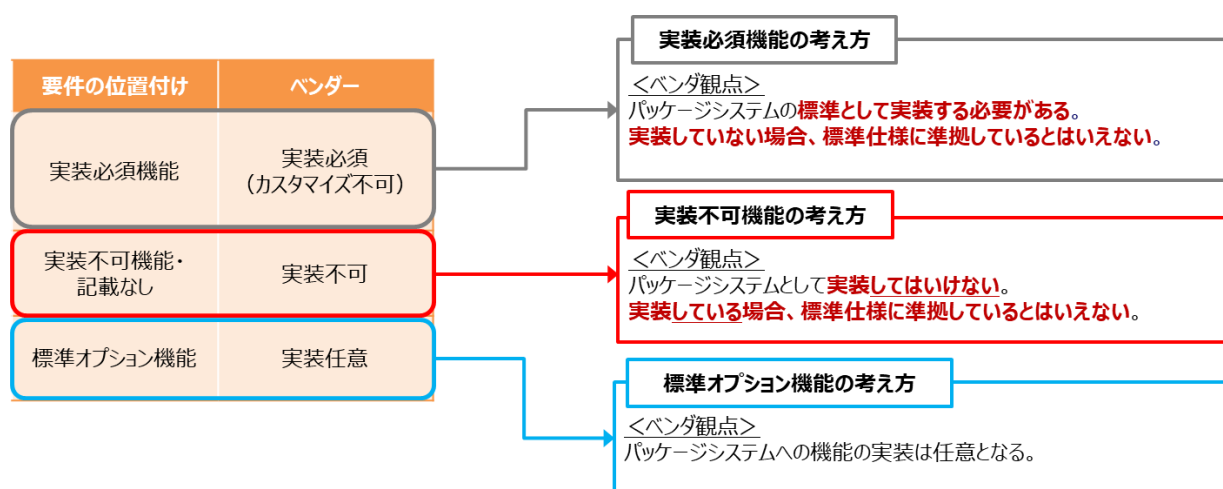 要件の位置付け ベンダー
実装必須機能 実装必須
(カスタマイズ不可)
実装不可機能・
記載なし 実装不可
標準オプション機能 実装任意
実装必須機能の考え方
<ベンダ観点>
パッケージシステムの標準として実装する必要がある。
実装していない場合、標準仕様に準拠しているとはいえない。
実装不可機能の考え方
<ベンダ観点>
パッケージシステムとして実装してはいけない。
実装している場合、標準仕様に準拠しているとはいえない。
標準オプション機能の考え方
<ベンダ観点>
パッケージシステムへの機能の実装は任意となる。